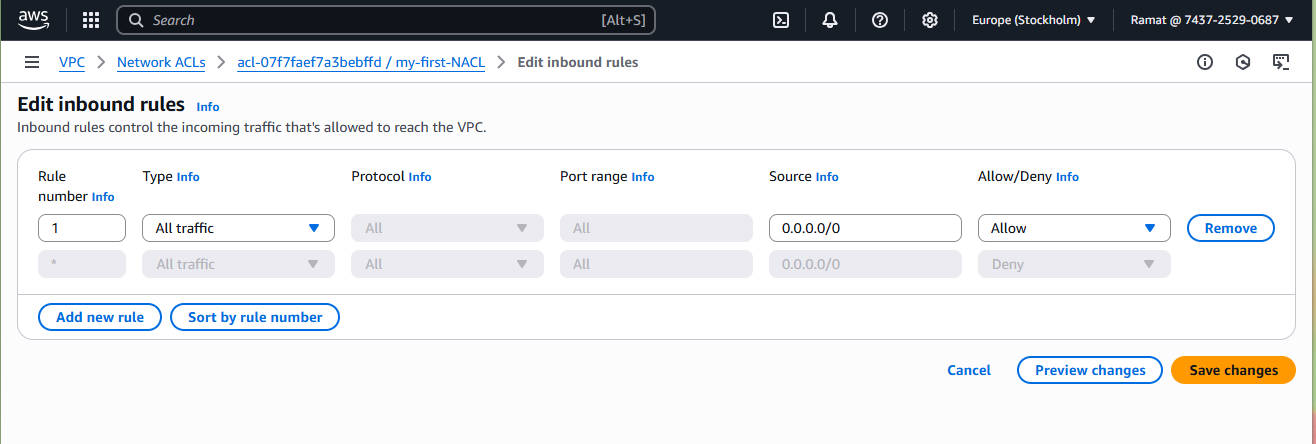 aws Search [Alt+S] Europe (Stockholm) Ramat @ 7437-2529-0687
VPC > Network ACLs > acl-07f7faef7a3bebffd / my-first-NACL > Edit inbound rules
Edit inbound rules Info
Inbound rules control the incoming traffic that's allowed to reach the VPC.
Rule number Info Type Info Protocol Info Port range Info Source Info Allow/Deny Info
1 All traffic All All 0.0.0.0/0 Allow Remove
* All traffic All All 0.0.0.0/0 Deny
Add new rule Sort by rule number
Cancel Preview changes Save changes